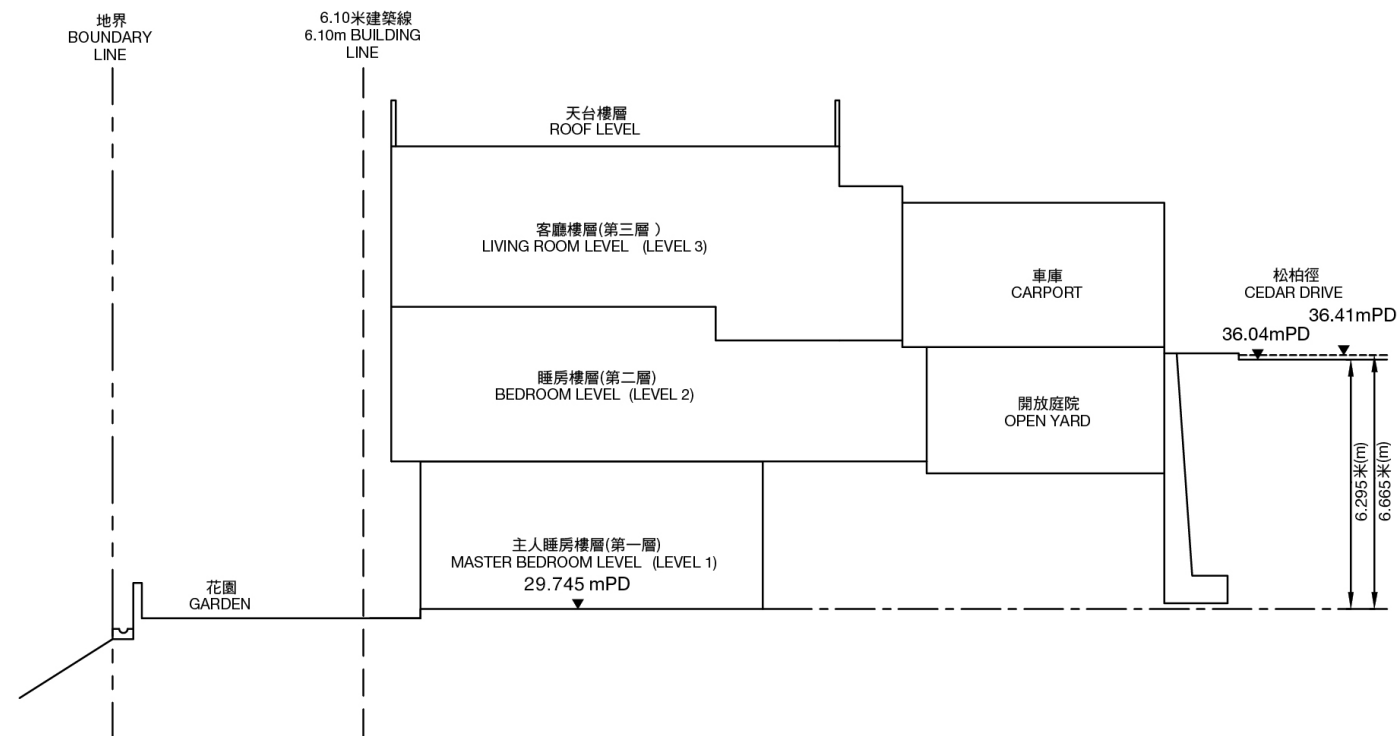 地界
BOUNDARY
LINE
6.10米建築線
6.10m BUILDING
LINE
天台樓層
ROOF LEVEL
客廳樓層(第三層 )
LIVING ROOM LEVEL (LEVEL 3)
車庫
CARPORT
松柏徑
CEDAR DRIVE
36.41mPD
36.04mPD
睡房樓層(第二層)
BEDROOM LEVEL (LEVEL 2)
開放庭院
OPEN YARD
6.295米(m)
6.665米(m)
主人睡房樓層(第一層)
MASTER BEDROOM LEVEL (LEVEL 1)
29.745 mPD
花園
GARDEN